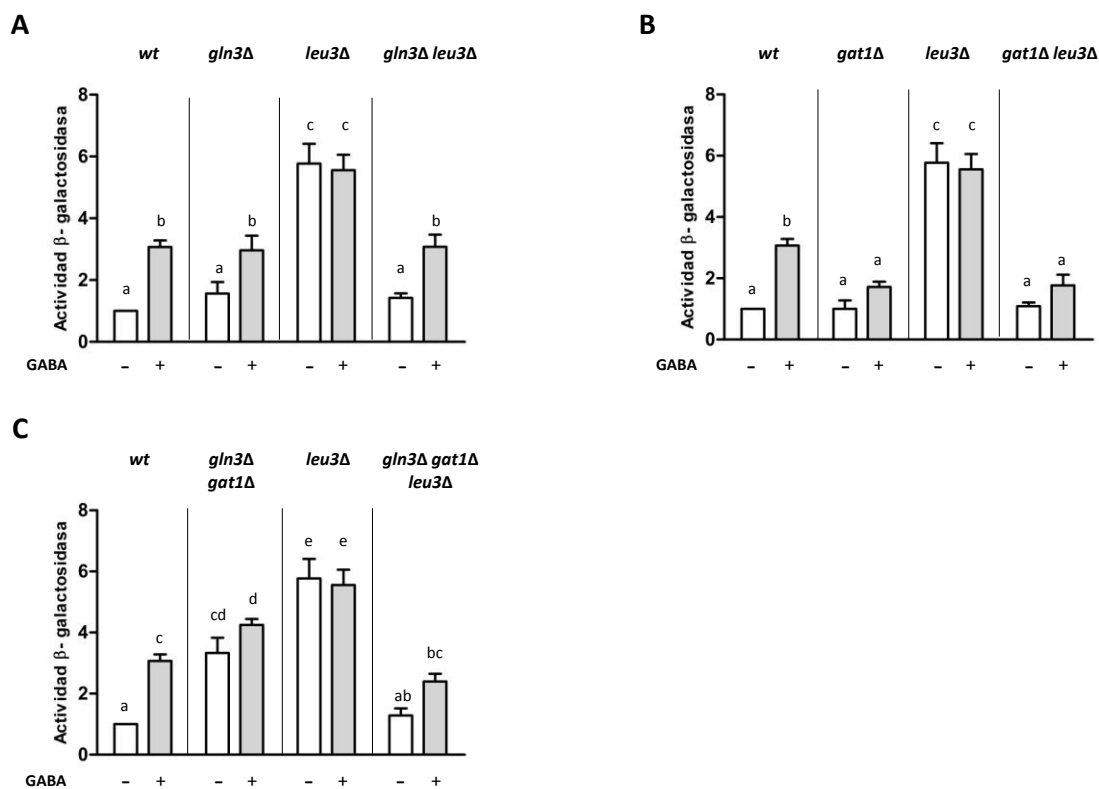 A
wt gln3Δ leu3Δ gln3Δ leu3Δ
Actividad β- galactosidasa
8
6
4
2
0
a b a b c c a b
GABA – + – + – + – +
B
wt gat1Δ leu3Δ gat1Δ leu3Δ
Actividad β- galactosidasa
8
6
4
2
0
a b a a c c a a
GABA – + – + – + – +
C
wt gln3Δ leu3Δ gln3Δ gat1Δ
gat1Δ leu3Δ
Actividad β- galactosidasa
8
6
4
2
0
a c cd d e e ab bc
GABA – + – + – + – +